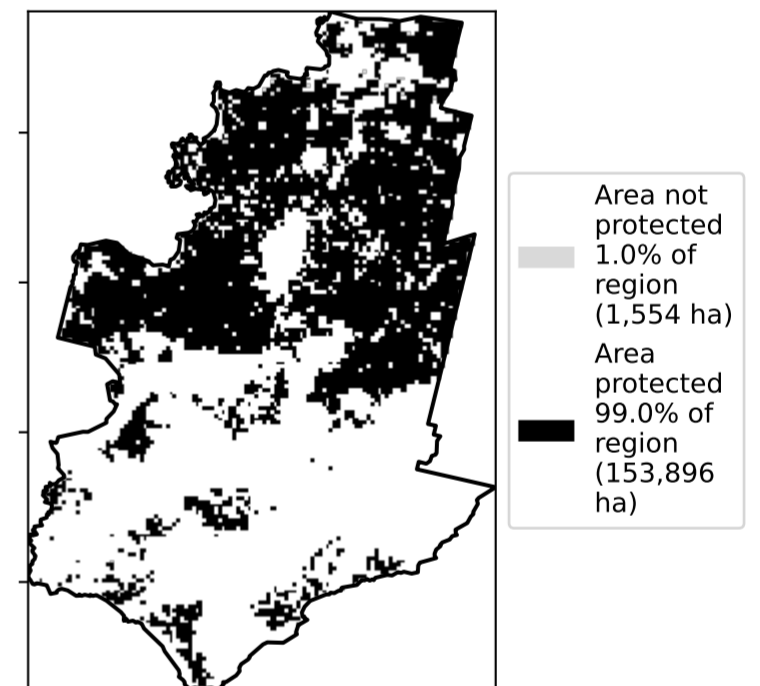 Area not
protected
1.0% of
region
(1,554 ha)
Area
protected
99.0% of
region
(153,896
ha)